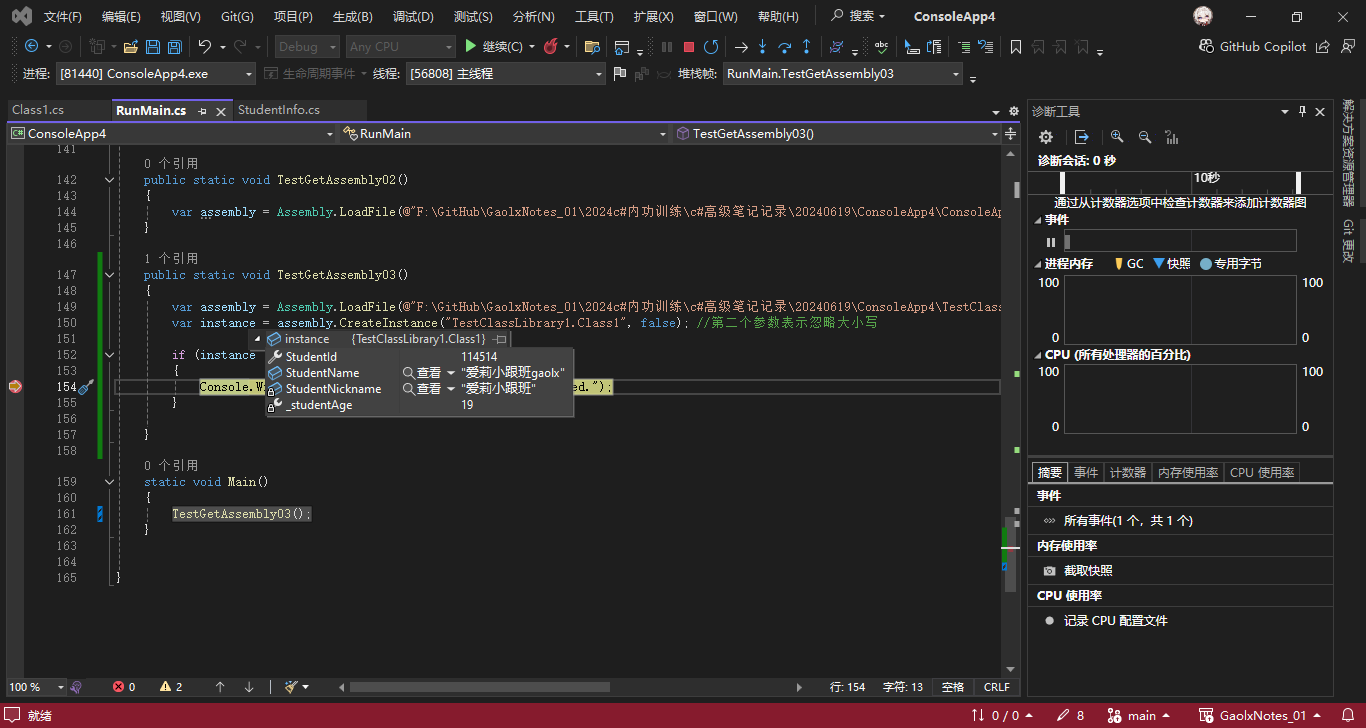 文件(F) 编辑(E) 视图(V) Git(G) 项目(P) 生成(B) 调试(D) 测试(S) 分析(N) 工具(T) 扩展(X) 窗口(W) 帮助(H) 搜索 ConsoleApp4
Debug Any CPU 继续(C) GitHub Copilot
进程: [81440] ConsoleApp4.exe 生命周期事件 线程: [56808] 主线程 堆栈帧: RunMain.TestGetAssembly03
Class1.cs RunMain.cs StudentInfo.cs
ConsoleApp4 RunMain TestGetAssembly03()
141
0 个引用
142 public static void TestGetAssembly02()
143 {
144 var assembly = Assembly.LoadFile(@"F:\GitHub\GaolxNotes_01\2024c#内功训练\c#高级笔记记录\20240619\ConsoleApp4\ConsoleAp
145 }
146
1 个引用
147 public static void TestGetAssembly03()
148 {
149 var assembly = Assembly.LoadFile(@"F:\GitHub\GaolxNotes_01\2024c#内功训练\c#高级笔记记录\20240619\ConsoleApp4\TestClass
150 var instance = assembly.CreateInstance("TestClassLibrary1.Class1", false); //第二个参数表示忽略大小写
151 instance {TestClassLibrary1.Class1}
152 if (instance StudentId 114514
153 { StudentName 查看 "爱莉小跟班gaolx"
154 Console.W StudentNickname 查看 "爱莉小跟班" ed.");
155 } _studentAge 19
156
157 }
158
0 个引用
159 static void Main()
160 {
161 TestGetAssembly03();
162 }
163
164
165 }
100 % 0 2 行: 154 字符: 13 空格 CRLF
诊断工具
诊断会话: 0 秒
10秒
通过从计数器选项中检查计数器来添加计数器图
事件
进程内存 GC 快照 专用字节
100 100
0 0
CPU (所有处理器的百分比)
100 100
0 0
摘要 事件 计数器 内存使用率 CPU 使用率
事件
所有事件(1 个，共 1 个)
内存使用率
截取快照
CPU 使用率
记录 CPU 配置文件
解决方案资源管理器
Git 更改
就绪 0 / 0 8 main GaolxNotes_01